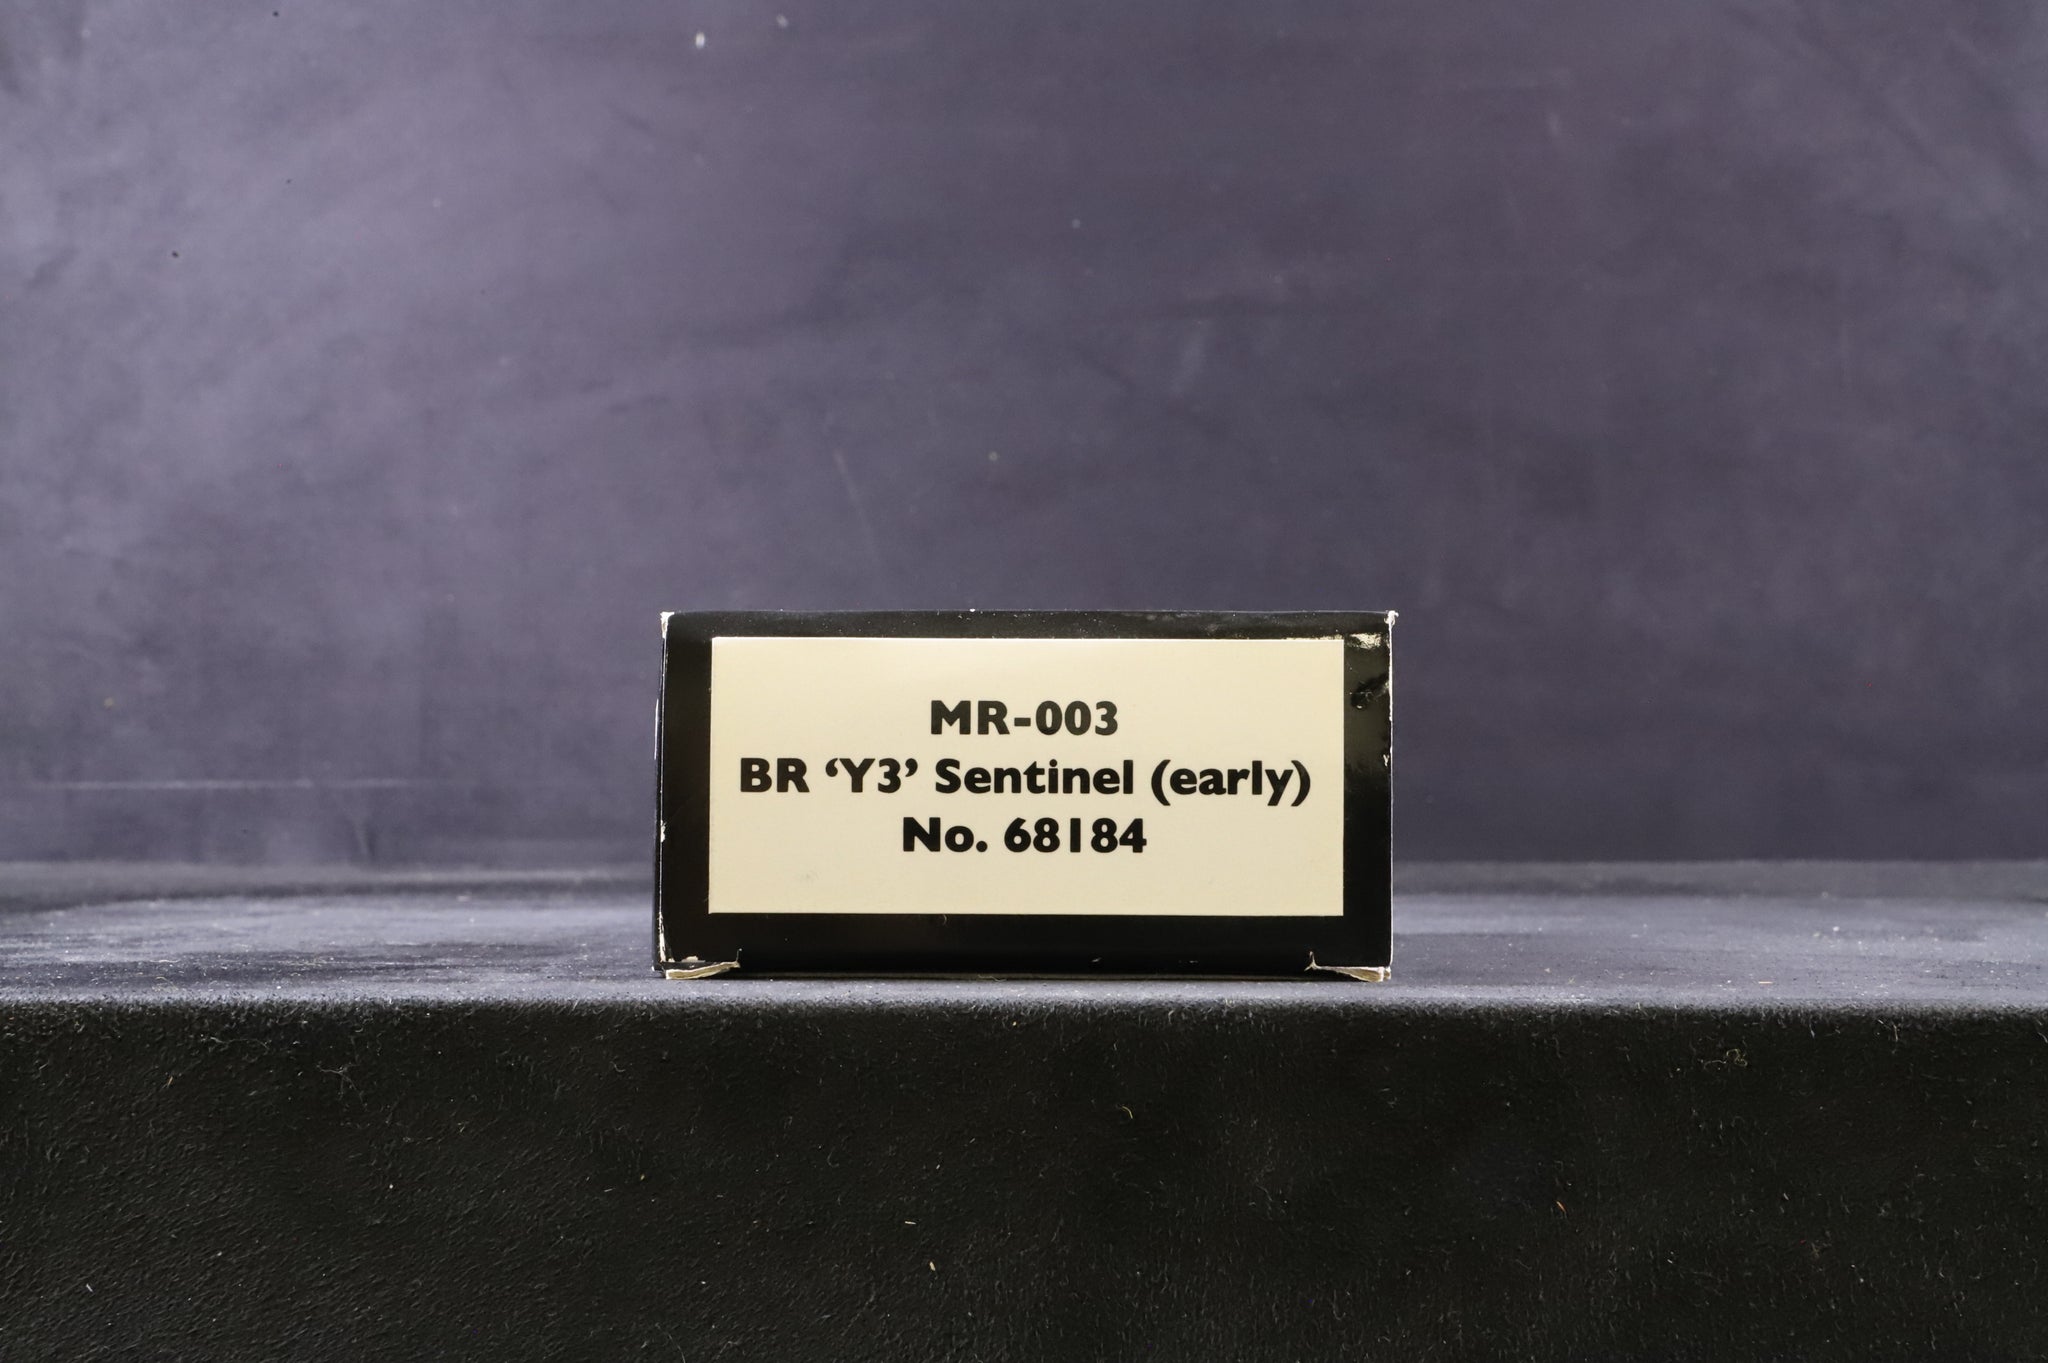 MR-003
BR ‘Y3’ Sentinel (early)
No. 68184